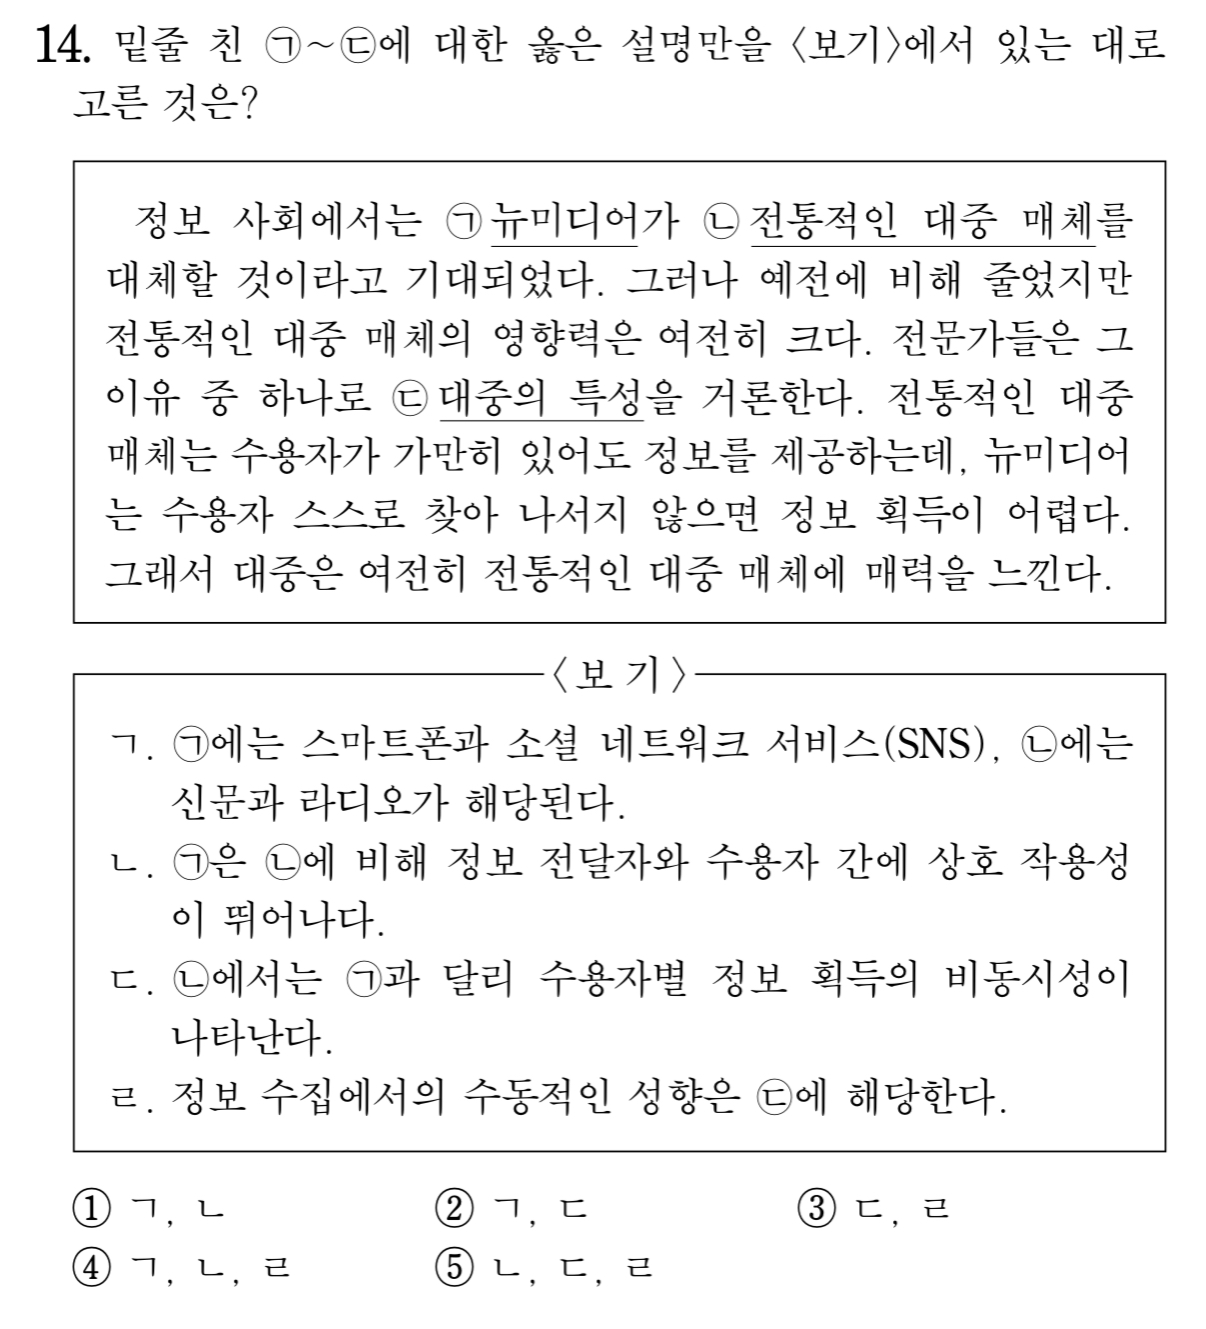 14. 밑줄 친 ㉠~㉢에 대한 옳은 설명만을 〈보기〉에서 있는 대로
고른 것은?
정보 사회에서는 ㉠뉴미디어가 ㉡전통적인 대중 매체를
대체할 것이라고 기대되었다. 그러나 예전에 비해 줄었지만
전통적인 대중 매체의 영향력은 여전히 크다. 전문가들은 그
이유 중 하나로 ㉢대중의 특성을 거론한다. 전통적인 대중
매체는 수용자가 가만히 있어도 정보를 제공하는데, 뉴미디어
는 수용자 스스로 찾아 나서지 않으면 정보 획득이 어렵다.
그래서 대중은 여전히 전통적인 대중 매체에 매력을 느낀다.
〈보 기〉
ㄱ. ㉠에는 스마트폰과 소셜 네트워크 서비스(SNS), ㉡에는
신문과 라디오가 해당된다.
ㄴ. ㉠은 ㉡에 비해 정보 전달자와 수용자 간에 상호 작용성
이 뛰어나다.
ㄷ. ㉡에서는 ㉠과 달리 수용자별 정보 획득의 비동시성이
나타난다.
ㄹ. 정보 수집에서의 수동적인 성향은 ㉢에 해당한다.
① ㄱ, ㄴ ② ㄱ, ㄷ ③ ㄷ, ㄹ
④ ㄱ, ㄴ, ㄹ ⑤ ㄴ, ㄷ, ㄹ